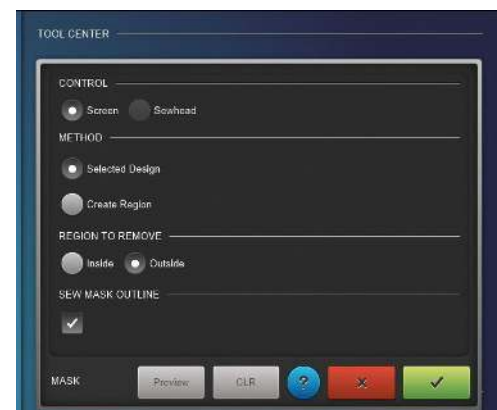 TOOL CENTER
CONTROL
Screen Sewhead
METHOD
Selected Design
Create Region
REGION TO REMOVE
Inside Outside
SEW MASK OUTLINE
MASK Preview CLR ?